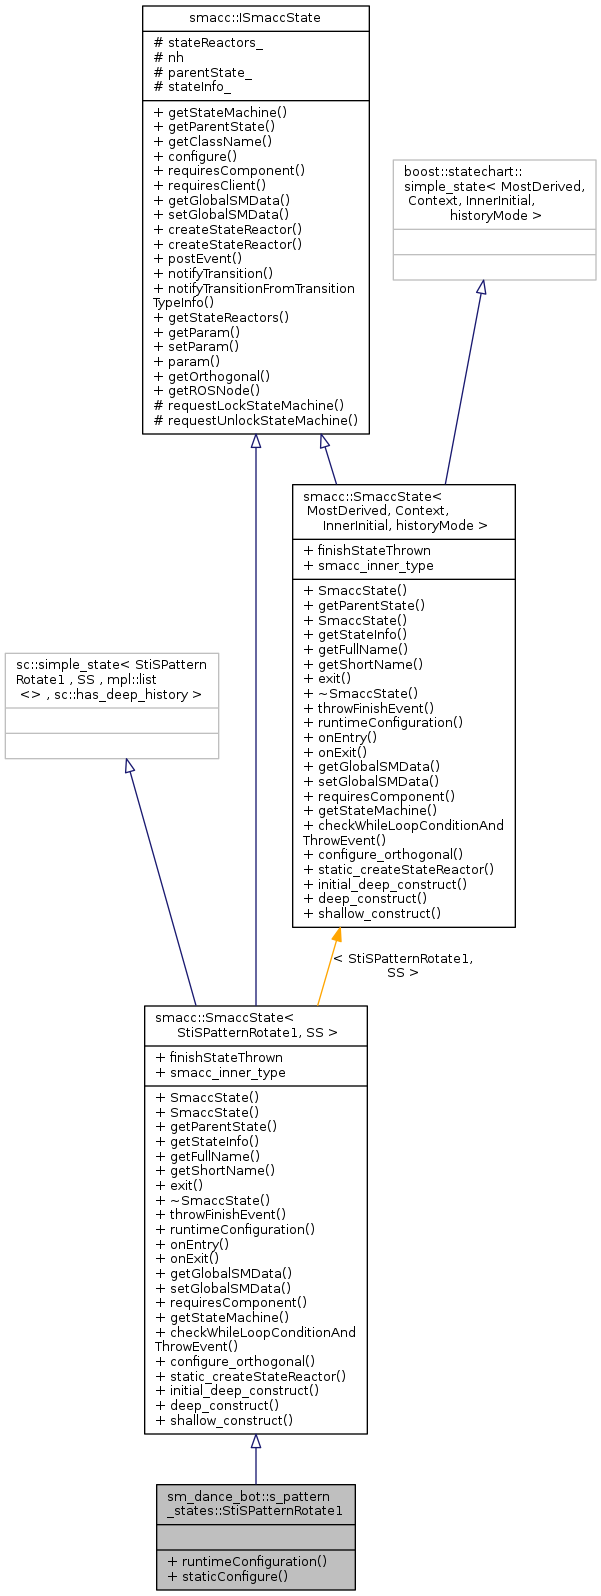 smacc::ISmaccState
# stateReactors_
# nh
# parentState_
# stateInfo_
+ getStateMachine()
+ getParentState()
+ getClassName()
+ configure()
+ requiresComponent()
+ requiresClient()
+ getGlobalSMData()
+ setGlobalSMData()
+ createStateReactor()
+ createStateReactor()
+ postEvent()
+ notifyTransition()
+ notifyTransitionFromTransition
TypeInfo()
+ getStateReactors()
+ getParam()
+ setParam()
+ param()
+ getOrthogonal()
+ getROSNode()
# requestLockStateMachine()
# requestUnlockStateMachine()
boost::statechart::
simple_state< MostDerived,
Context, InnerInitial,
historyMode >
smacc::SmaccState<
MostDerived, Context,
InnerInitial, historyMode >
+ finishStateThrown
+ smacc_inner_type
+ SmaccState()
+ getParentState()
+ SmaccState()
+ getStateInfo()
+ getFullName()
+ getShortName()
+ exit()
+ ~SmaccState()
+ throwFinishEvent()
+ runtimeConfiguration()
+ onEntry()
+ onExit()
+ getGlobalSMData()
+ setGlobalSMData()
+ requiresComponent()
+ getStateMachine()
+ checkWhileLoopConditionAnd
ThrowEvent()
+ configure_orthogonal()
+ static_createStateReactor()
+ initial_deep_construct()
+ deep_construct()
+ shallow_construct()
sc::simple_state< StiSPattern
Rotate1 , SS , mpl::list
<> , sc::has_deep_history >
< StiSPatternRotate1,
SS >
smacc::SmaccState<
StiSPatternRotate1, SS >
+ finishStateThrown
+ smacc_inner_type
+ SmaccState()
+ SmaccState()
+ getParentState()
+ getStateInfo()
+ getFullName()
+ getShortName()
+ exit()
+ ~SmaccState()
+ throwFinishEvent()
+ runtimeConfiguration()
+ onEntry()
+ onExit()
+ getGlobalSMData()
+ setGlobalSMData()
+ requiresComponent()
+ getStateMachine()
+ checkWhileLoopConditionAnd
ThrowEvent()
+ configure_orthogonal()
+ static_createStateReactor()
+ initial_deep_construct()
+ deep_construct()
+ shallow_construct()
sm_dance_bot::s_pattern
_states::StiSPatternRotate1
+ runtimeConfiguration()
+ staticConfigure()